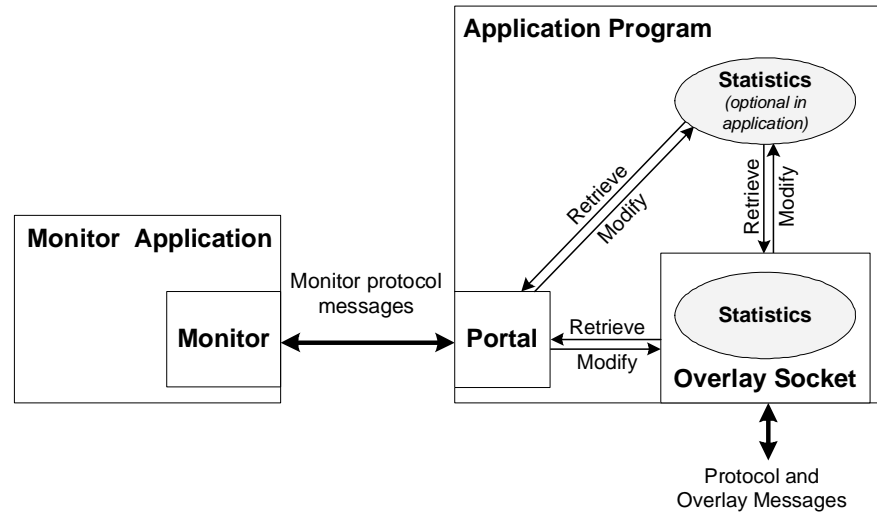 Application Program
Statistics
(optional in
application)
Retrieve
Modify
Retrieve
Modify
Monitor Application
Monitor protocol
messages
Monitor
Portal
Retrieve
Modify
Statistics
Overlay Socket
Protocol and
Overlay Messages